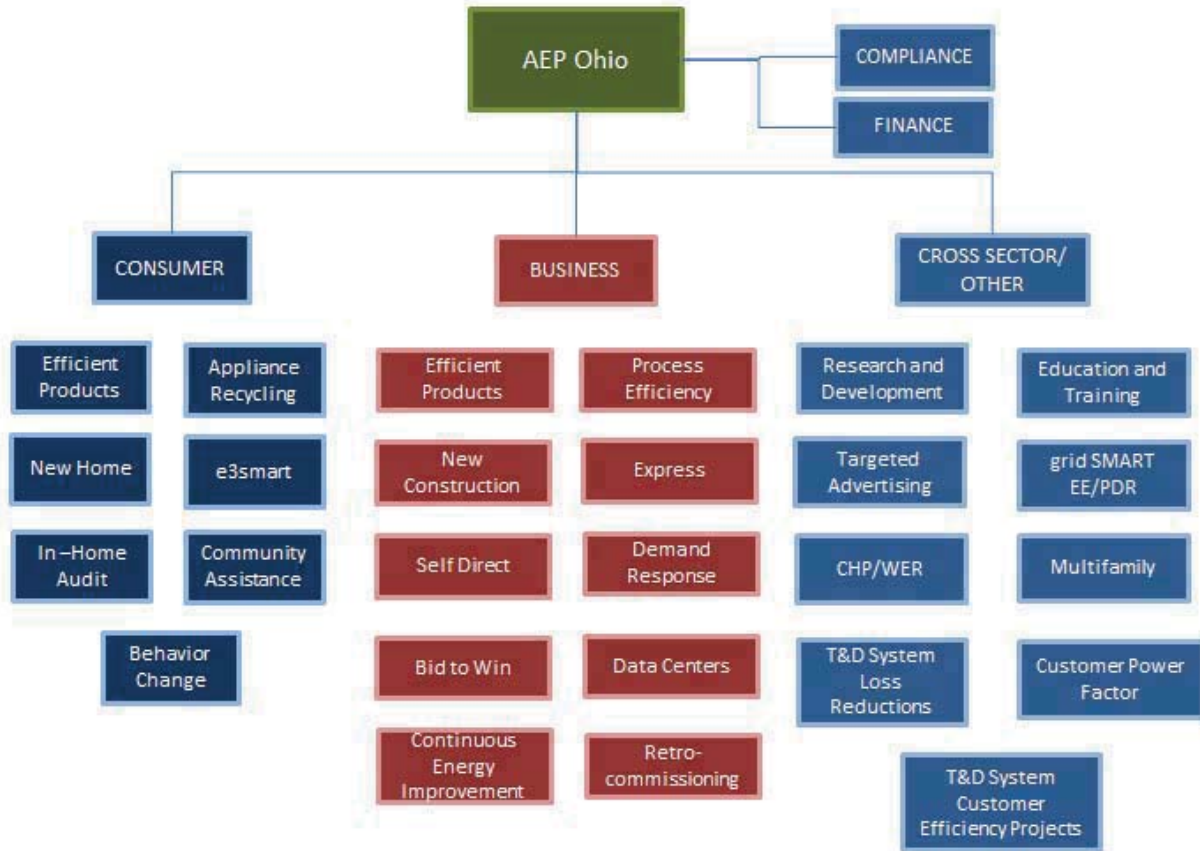 AEP Ohio
COMPLIANCE
FINANCE
CONSUMER
BUSINESS
CROSS SECTOR/
OTHER
Efficient
Products
Appliance
Recycling
New Home
e3smart
In –Home
Audit
Community
Assistance
Behavior
Change
Efficient
Products
Process
Efficiency
New
Construction
Express
Self Direct
Demand
Response
Bid to Win
Data Centers
Continuous
Energy
Improvement
Retro-
commissioning
Research and
Development
Education and
Training
Targeted
Advertising
grid SMART
EE/PDR
CHP/WER
Multifamily
T&D System
Loss
Reductions
Customer Power
Factor
T&D System
Customer
Efficiency Projects